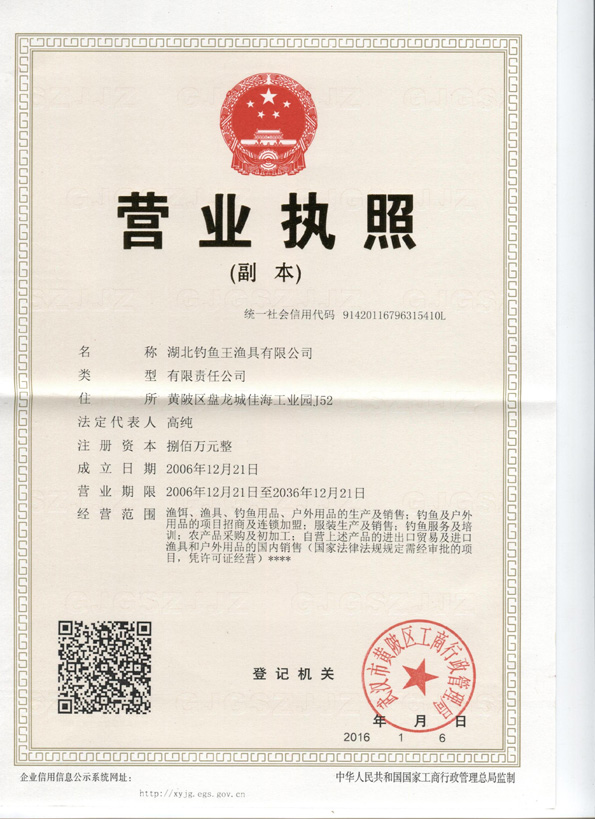 营业执照
(副 本)
统一社会信用代码 91420116796315410L
名 称 湖北钓鱼王渔具有限公司
类 型 有限责任公司
住 所 黄陂区盘龙城佳海工业园J52
法定代表人 高纯
注册资本 捌佰万元整
成立日期 2006年12月21日
营业期限 2006年12月21日至2036年12月21日
经营范围 渔饵、渔具、钓鱼用品、户外用品的生产及销售；钓鱼及户外
用品的项目招商及连锁加盟；服装生产及销售；钓鱼服务及培
训；农产品采购及初加工；自营上述产品的进出口贸易及进口
渔具和户外用品的国内销售（国家法律法规规定需经审批的项
目，凭许可证经营）****
武汉市黄陂区工商行政管理局
登记机关
年 月 日
2016 1 6
企业信用信息公示系统网址：
http://xyjg.egs.gov.cn
中华人民共和国国家工商行政管理总局监制